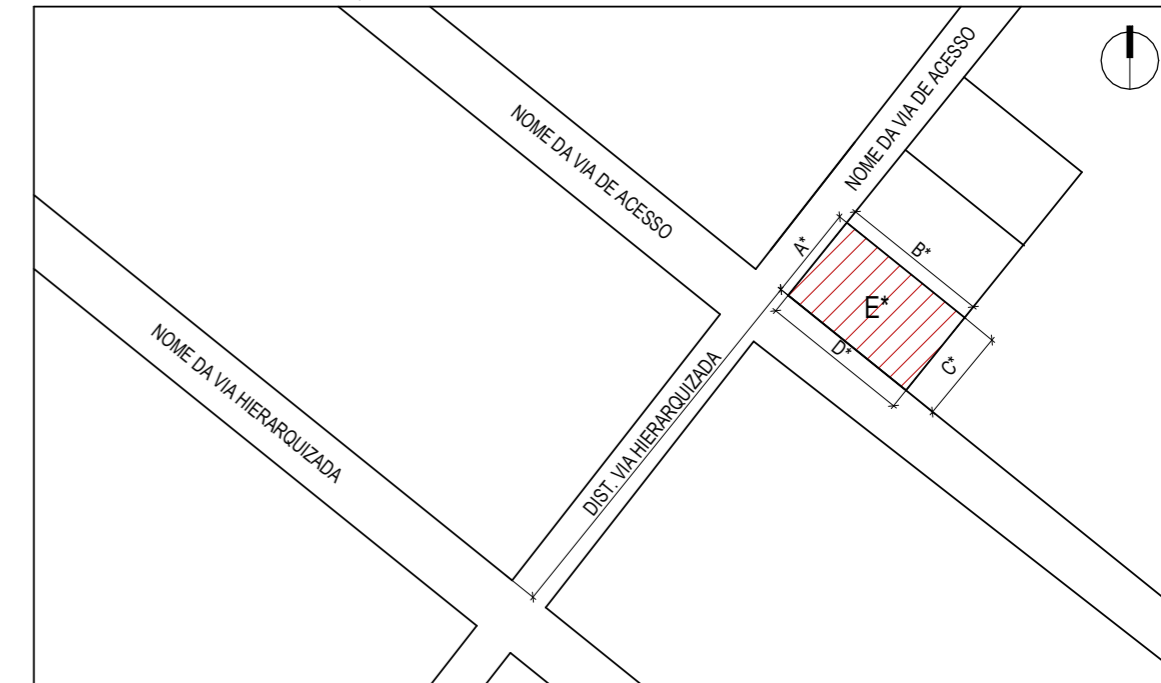 NOME DA VIA DE ACESSO
NOME DA VIA DE ACESSO
A*
B*
E*
D*
C*
DIST. VIA HIERARQUIZADA
NOME DA VIA HIERARQUIZADA